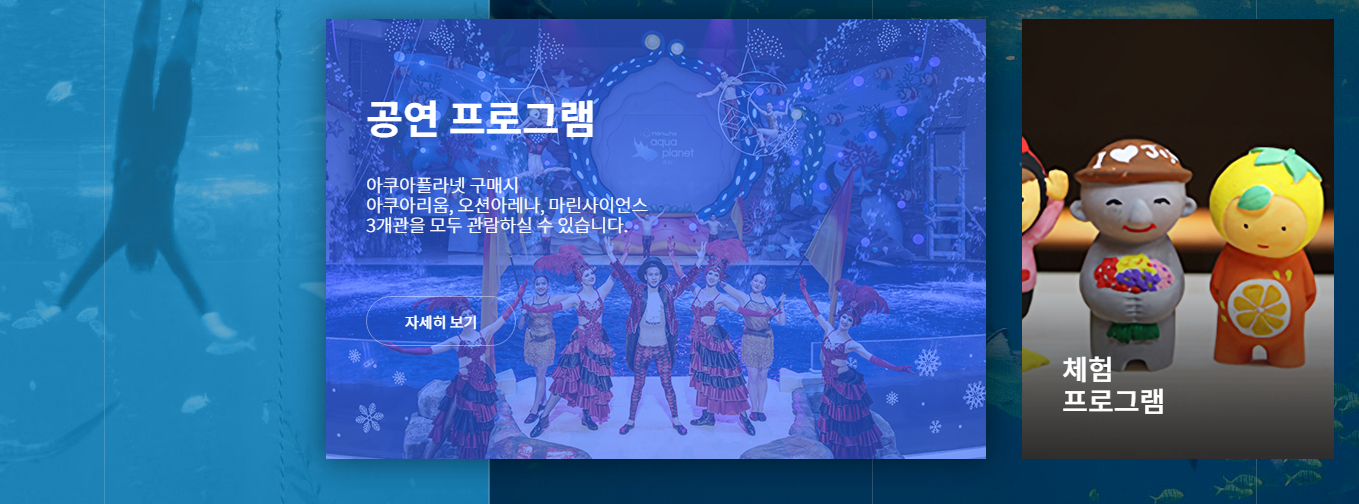 공연 프로그램
아쿠아플라넷 구매시
아쿠아리움, 오션아레나, 마린사이언스
3개관을 모두 관람하실 수 있습니다.
자세히 보기
aqua
planet
I ♥ Jeju
체험
프로그램